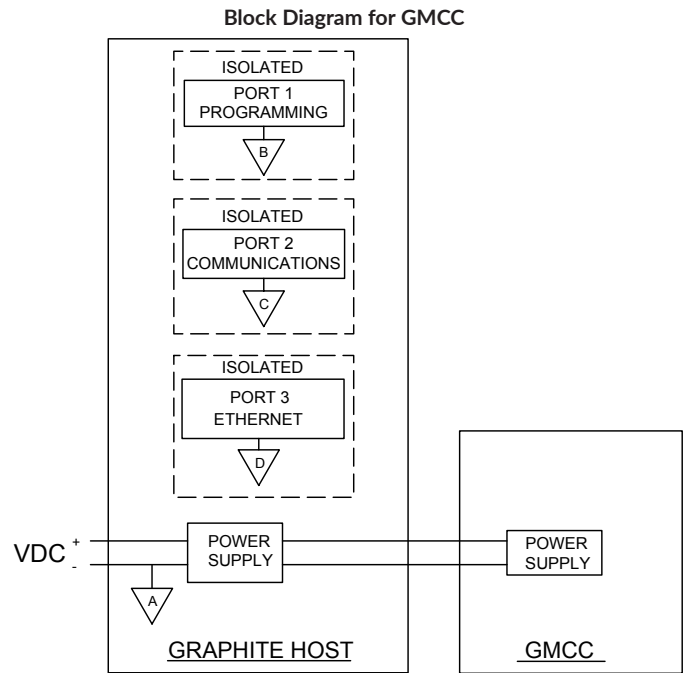 Block Diagram for GMCC
ISOLATED
PORT 1
PROGRAMMING
B
ISOLATED
PORT 2
COMMUNICATIONS
C
ISOLATED
PORT 3
ETHERNET
D
VDC + -
A
POWER
SUPPLY
POWER
SUPPLY
GRAPHITE HOST
GMCC